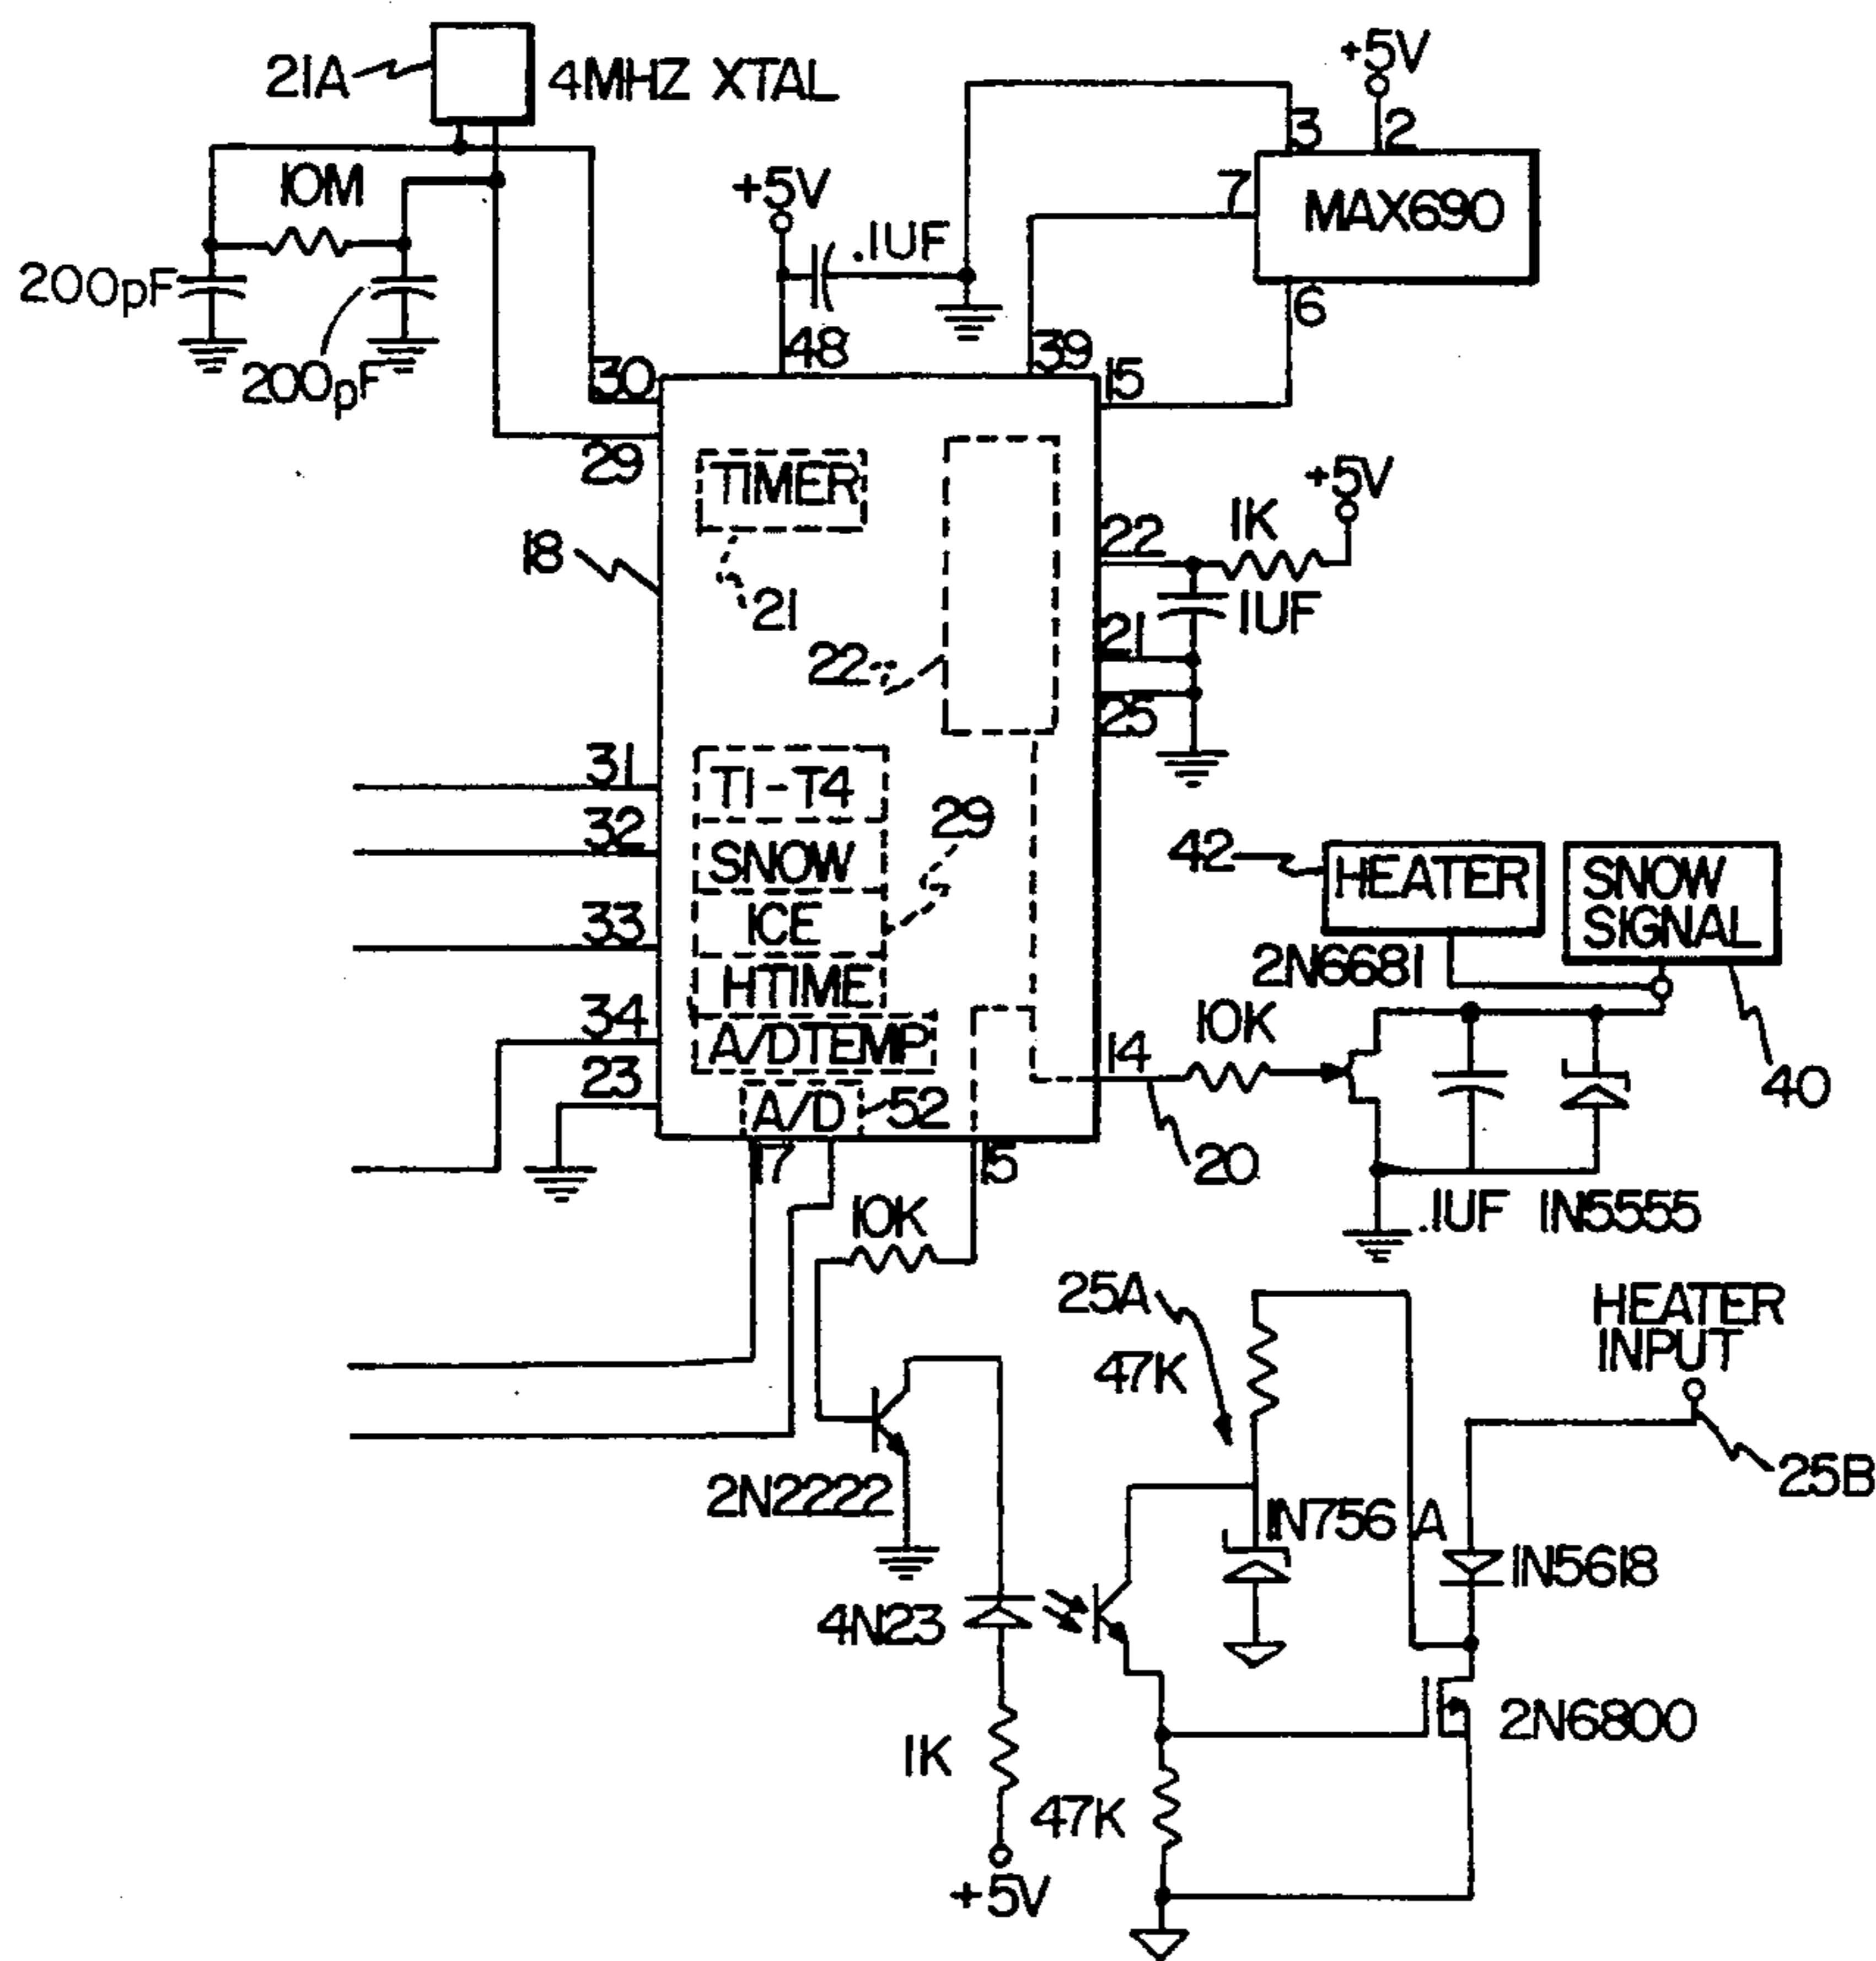 21A
4MHZ XTAL
+5V
3
2
10M
7
MAX690
+5V
.1UF
200pF
6
48
39
15
30
200pF
29
TIMER
+5V
22
1K
18
21
1UF
21
22
25
31
T1-T4
29
32
SNOW
42
HEATER
SNOW
SIGNAL
33
ICE
2N6681
HTIME
34
A/DTEMP
10K
14
23
40
A/D
52
17
15
20
10K
.1UF
1N5555
25A
HEATER
INPUT
47K
25B
2N2222
1N756A
1N5618
4N23
2N6800
1K
47K
+5V